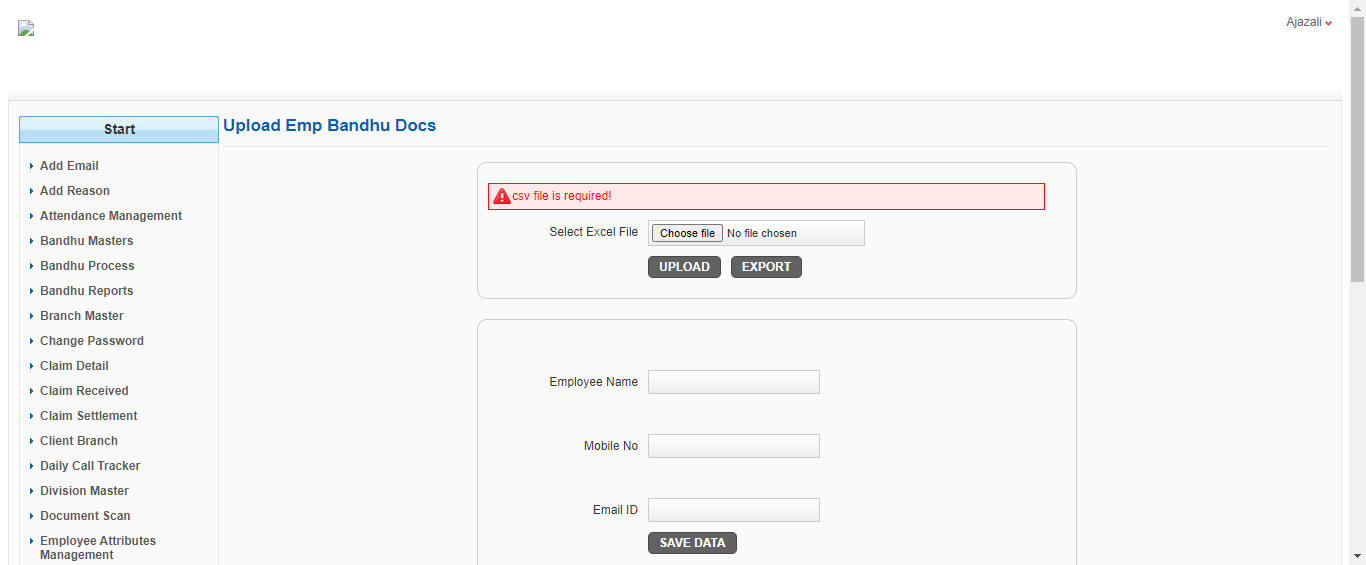 Ajazali
Start
Upload Emp Bandhu Docs
Add Email
Add Reason
Attendance Management
Bandhu Masters
Bandhu Process
Bandhu Reports
Branch Master
Change Password
Claim Detail
Claim Received
Claim Settlement
Client Branch
Daily Call Tracker
Division Master
Document Scan
Employee Attributes
Management
csv file is required!
Select Excel File Choose file No file chosen
UPLOAD EXPORT
Employee Name
Mobile No
Email ID
SAVE DATA